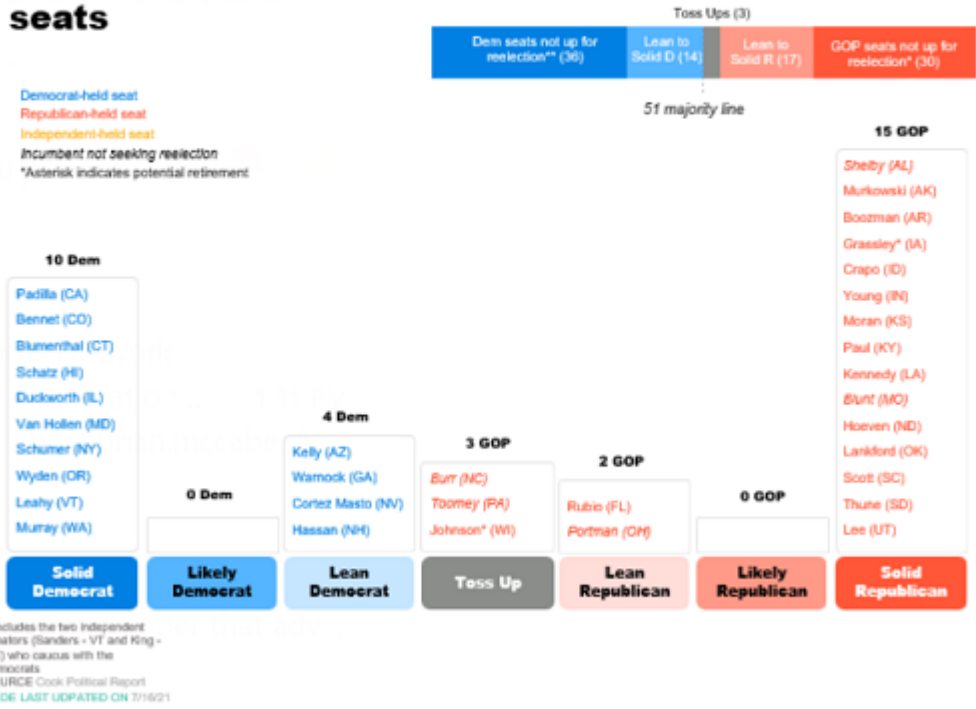 seats
Toss Ups (3)
Dem seats not up for
reelection** (36)
Lean to
Solid D (14)
Lean to
Solid R (17)
GOP seats not up for
reelection* (30)
51 majority line
Democrat-held seat
Republican-held seat
Independent-held seat
Incumbent not seeking reelection
*Asterisk indicates potential retirement
10 Dem
Padilla (CA)
Bennet (CO)
Blumenthal (CT)
Schatz (HI)
Duckworth (IL)
Van Hollen (MD)
Schumer (NY)
Wyden (OR)
Leahy (VT)
Murray (WA)
Solid
Democrat
0 Dem
Likely
Democrat
4 Dem
Kelly (AZ)
Warnock (GA)
Cortez Masto (NV)
Hassan (NH)
Lean
Democrat
3 GOP
Burr (NC)
Toomey (PA)
Johnson* (WI)
Toss Up
2 GOP
Rubio (FL)
Portman (OH)
Lean
Republican
0 GOP
Likely
Republican
15 GOP
Shelby (AL)
Murkowski (AK)
Boozman (AR)
Grassley* (IA)
Crapo (ID)
Young (IN)
Moran (KS)
Paul (KY)
Kennedy (LA)
Blunt (MO)
Hoeven (ND)
Lankford (OK)
Scott (SC)
Thune (SD)
Lee (UT)
Solid
Republican
cludes the two independent
ators (Sanders - VT and King -
) who caucus with the
mocrats
URCE Cook Political Report
DE LAST UDPATED ON 7/16/21